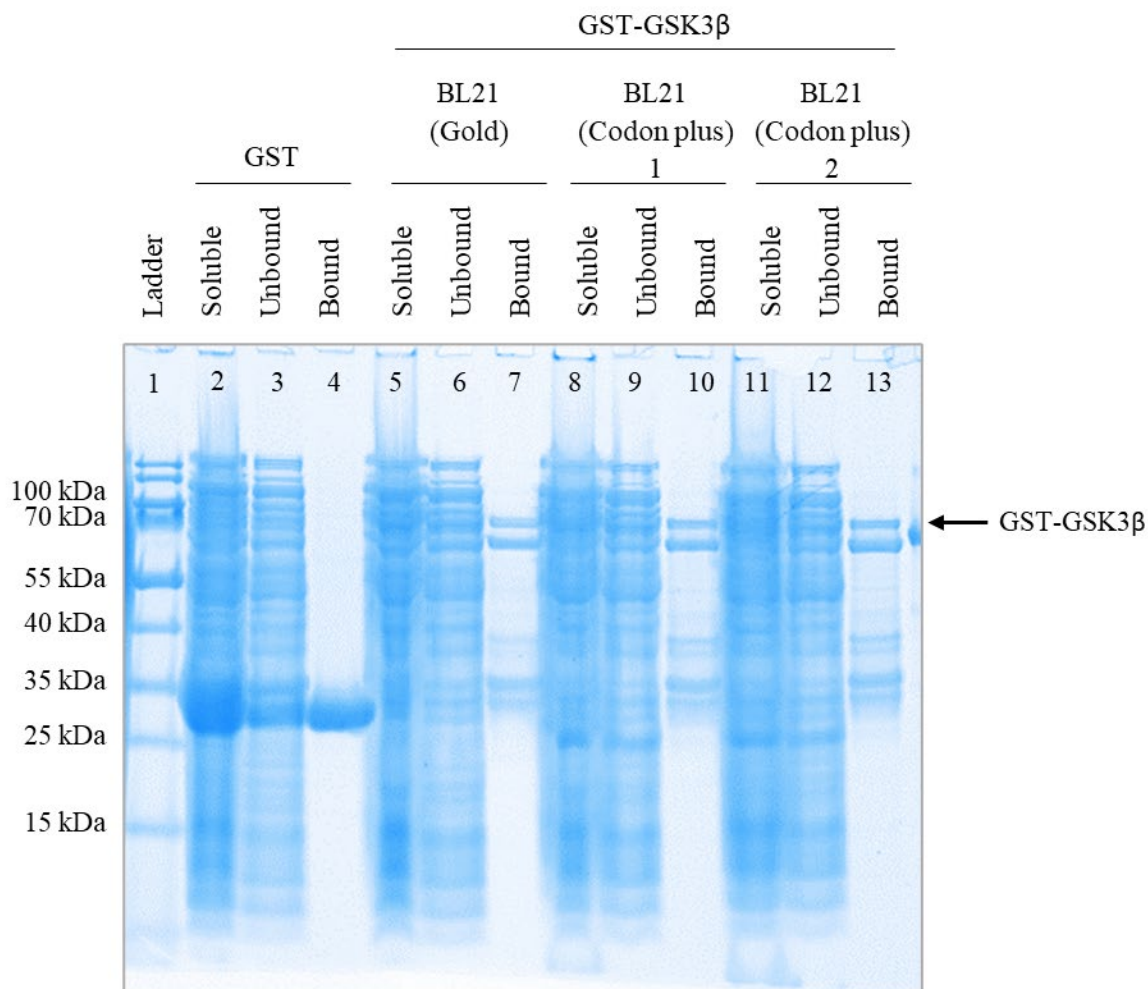 GST-GSK3β
BL21
(Gold)
BL21
(Codon plus)
1
BL21
(Codon plus)
2
GST
Ladder
Soluble
Unbound
Bound
Soluble
Unbound
Bound
Soluble
Unbound
Bound
Soluble
Unbound
Bound
1 2 3 4 5 6 7 8 9 10 11 12 13
100 kDa
70 kDa
55 kDa
40 kDa
35 kDa
25 kDa
15 kDa
GST-GSK3β